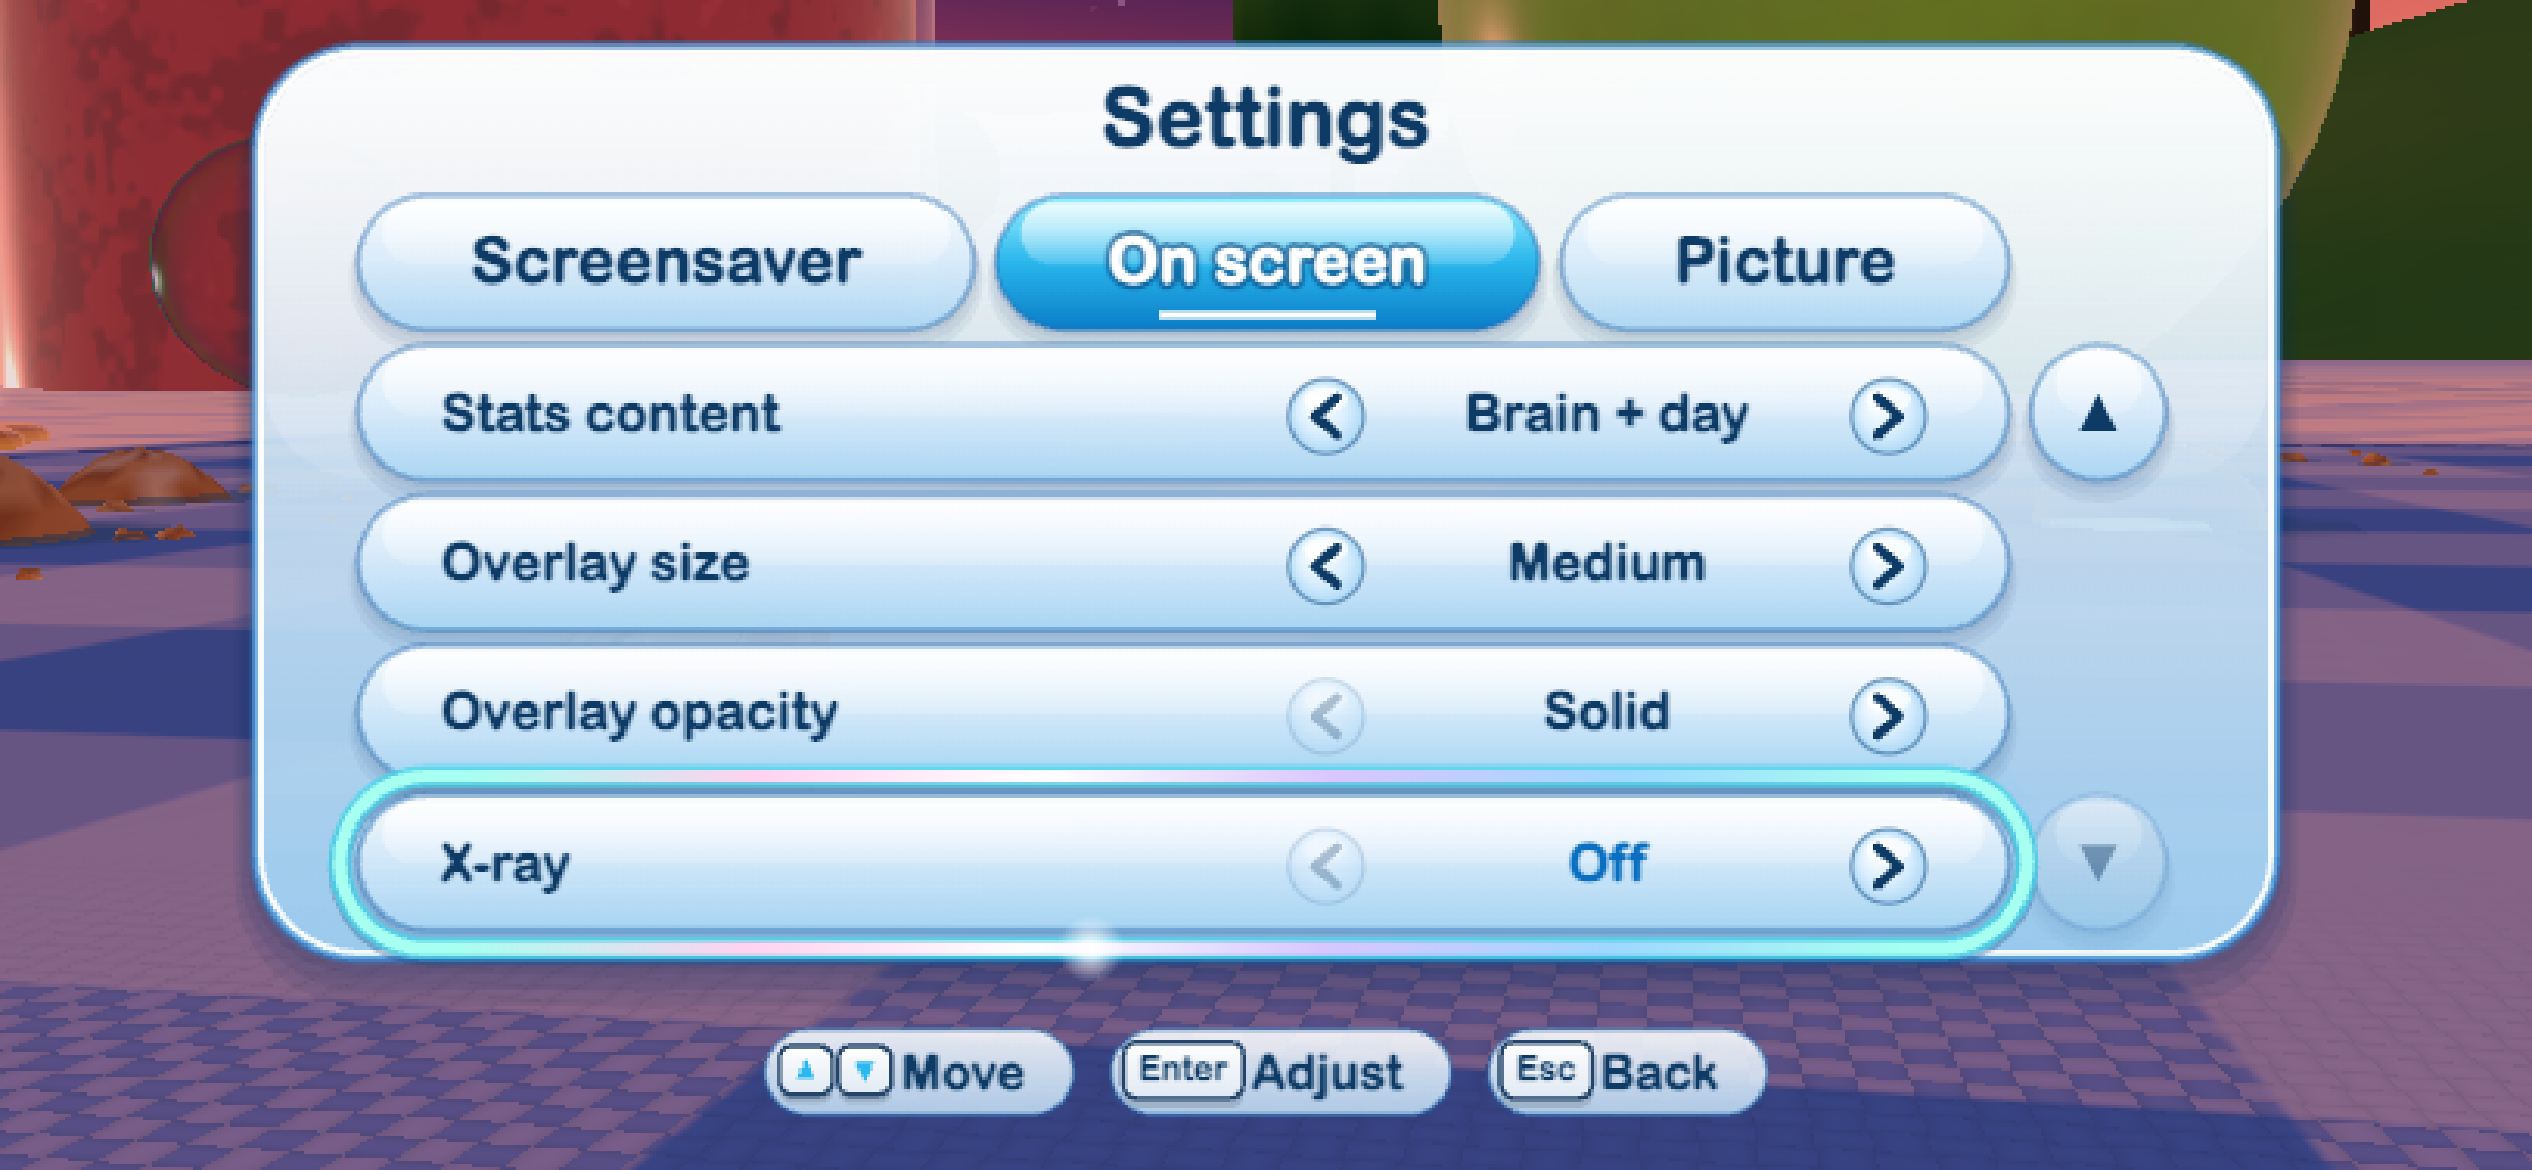 Settings
Screensaver On screen Picture
Stats content < Brain + day > ▲
Overlay size < Medium >
Overlay opacity < Solid >
X-ray < Off > ▼
▲ ▼ Move Enter Adjust Esc Back